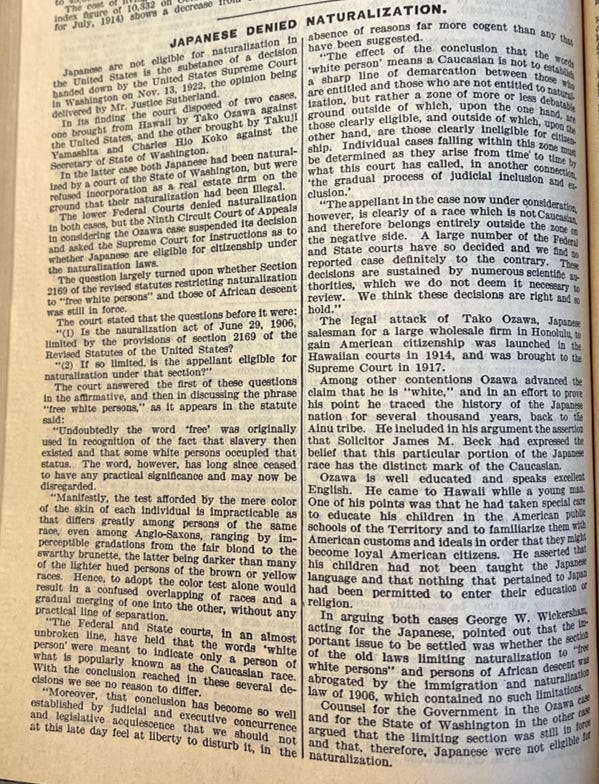 The cost of
index figure of 10,332 on
for July, 1914) shows a decrease from
JAPANESE DENIED NATURALIZATION.
Japanese are not eligible for naturalization in
the United States is the substance of a decision
handed down by the United States Supreme Court
in Washington on Nov. 13, 1922, the opinion being
delivered by Mr. Justice Sutherland.
In its finding the court disposed of two cases,
one brought from Hawaii by Tako Ozawa against
the United States, and the other brought by Takuji
Yamashita and Charles Hio Koko against the
Secretary of State of Washington.
In the latter case both Japanese had been natural-
ized by a court of the State of Washington, but were
refused incorporation as a real estate firm on the
ground that their naturalization had been illegal.
The lower Federal Courts denied naturalization
in both cases, but the Ninth Circuit Court of Appeals
in considering the Ozawa case suspended its decision
and asked the Supreme Court for instructions as to
whether Japanese are eligible for citizenship under
the naturalization laws.
The question largely turned upon whether Section
2169 of the revised statutes restricting naturalization
to "free white persons" and those of African descent
was still in force.
The court stated that the questions before it were:
"(1) Is the nauralization act of June 29, 1906,
limited by the provisions of section 2169 of the
Revised Statutes of the United States?
"(2) If so limited, is the appellant eligible for
naturalization under that section?"
The court answered the first of these questions
in the affirmative, and then in discussing the phrase
"free white persons," as it appears in the statute
said:
"Undoubtedly the word 'free' was originally
used in recognition of the fact that slavery then
existed and that some white persons occupied that
status. The word, however, has long since ceased
to have any practical significance and may now be
disregarded.
"Manifestly, the test afforded by the mere color
of the skin of each individual is impracticable as
that differs greatly among persons of the same
race, even among Anglo-Saxons, ranging by im-
perceptible gradations from the fair blond to the
swarthy brunette, the latter being darker than many
of the lighter hued persons of the brown or yellow
races. Hence, to adopt the color test alone would
result in a confused overlapping of races and a
gradual merging of one into the other, without any
practical line of separation.
"The Federal and State courts, in an almost
unbroken line, have held that the words 'white
person' were meant to indicate only a person of
what is popularly known as the Caucasian race.
With the conclusion reached in these several de-
cisions we see no reason to differ.
"Moreover, that conclusion has become so well
established by judicial and executive concurrence
and legislative acquiescence that we should not
at this late day feel at liberty to disturb it, in the
absence of reasons far more cogent than any that
have been suggested.
"The effect of the conclusion that the words
'white person' means a Caucasian is not to establish
a sharp line of demarcation between those who
are entitled and those who are not entitled to natural-
ization, but rather a zone of more or less debatable
ground outside of which, upon the one hand, are
those clearly eligible, and outside of which, upon the
other hand, are those clearly ineligible for citizen-
ship. Individual cases falling within this zone must
be determined as they arise from time to time by
what this court has called, in another connection,
'the gradual process of judicial inclusion and ex-
clusion.'
"The appellant in the case now under consideration,
however, is clearly of a race which is not Caucasian,
and therefore belongs entirely outside the zone on
the negative side. A large number of the Federal
and State courts have so decided and we find no
reported case definitely to the contrary. These
decisions are sustained by numerous scientific au-
thorities, which we do not deem it necessary to
review. We think these decisions are right and so
hold."
The legal attack of Tako Ozawa, Japanese
salesman for a large wholesale firm in Honolulu, to
gain American citizenship was launched in the
Hawaiian courts in 1914, and was brought to the
Supreme Court in 1917.
Among other contentions Ozawa advanced the
claim that he is "white," and in an effort to prove
his point he traced the history of the Japanese
nation for several thousand years, back to the
Ainu tribe. He included in his argument the assertion
that Solicitor James M. Beck had expressed the
belief that this particular portion of the Japanese
race has the distinct mark of the Caucasian.
Ozawa is well educated and speaks excellent
English. He came to Hawaii while a young man.
One of his points was that he had taken special care
to educate his children in the American public
schools of the Territory and to familiarize them with
American customs and ideals in order that they might
become loyal American citizens. He asserted that
his children had not been taught the Japanese
language and that nothing that pertained to Japan
had been permitted to enter their education or
religion.
In arguing both cases George W. Wickersham,
acting for the Japanese, pointed out that the im-
portant issue to be settled was whether the section
of the old laws limiting naturalization to "free
white persons" and persons of African descent was
abrogated by the immigration and naturalization
law of 1906, which contained no such limitations.
Counsel for the Government in the Ozawa case
and for the State of Washington in the other case
argued that the limiting section was still in force
and that, therefore, Japanese were not eligible for
naturalization.